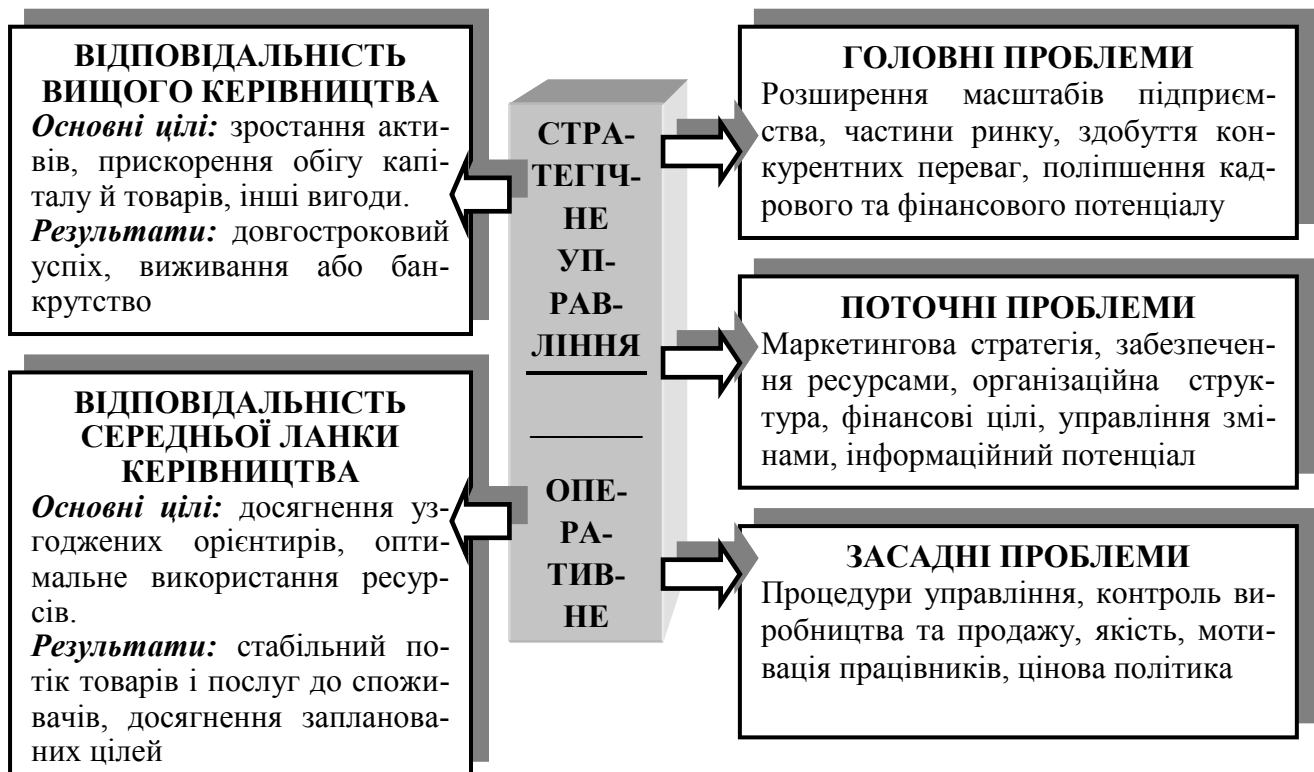 ВІДПОВІДАЛЬНІСТЬ
ВИЩОГО КЕРІВНИЦТВА
Основні цілі: зростання акти-
вів, прискорення обігу капі-
талу й товарів, інші вигоди.
Результати: довгостроковий
успіх, виживання або бан-
крутство
ВІДПОВІДАЛЬНІСТЬ
СЕРЕДНЬОЇ ЛАНКИ
КЕРІВНИЦТВА
Основні цілі: досягнення уз-
годжених орієнтирів, опти-
мальне використання ресур-
сів.
Результати: стабільний по-
тік товарів і послуг до спожи-
вачів, досягнення запланова-
них цілей
СТРА-
ТЕГІЧ-
НЕ
УП-
РАВ-
ЛІННЯ
ОПЕ-
РА-
ТИВ-
НЕ
ГОЛОВНІ ПРОБЛЕМИ
Розширення масштабів підприєм-
ства, частини ринку, здобуття кон-
курентних переваг, поліпшення кад-
рового та фінансового потенціалу
ПОТОЧНІ ПРОБЛЕМИ
Маркетингова стратегія, забезпечен-
ня ресурсами, організаційна струк-
тура, фінансові цілі, управління змі-
нами, інформаційний потенціал
ЗАСАДНІ ПРОБЛЕМИ
Процедури управління, контроль ви-
робництва та продажу, якість, моти-
вація працівників, цінова політика